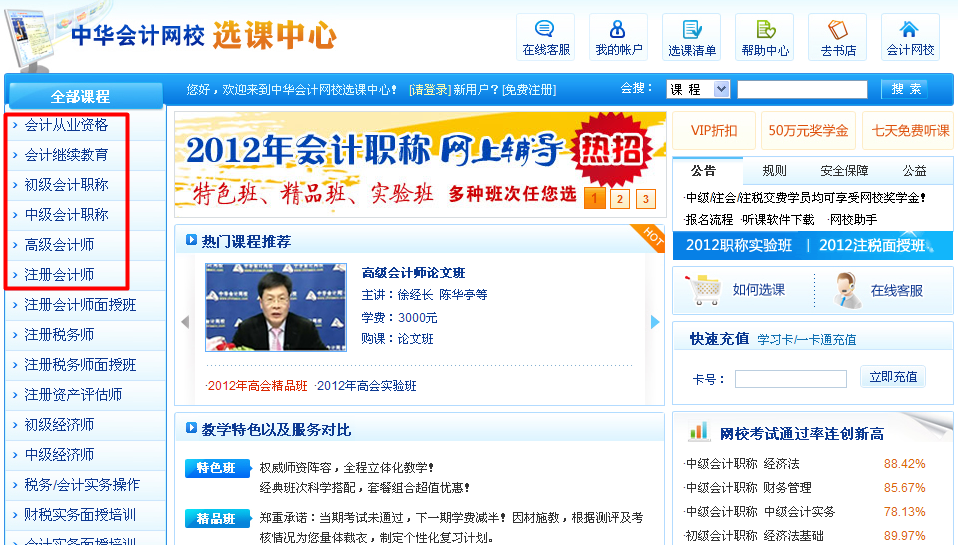 中华会计网校 选课中心
在线客服 我的帐户 选课清单 帮助中心 去书店 会计网校
全部课程
您好，欢迎来到中华会计网校选课中心！ [请登录] 新用户？[免费注册] 会搜： 课 程 搜 索
会计从业资格
会计继续教育
初级会计职称
中级会计职称
高级会计师
注册会计师
注册会计师面授班
注册税务师
注册税务师面授班
注册资产评估师
初级经济师
中级经济师
税务/会计实务操作
财税实务面授培训
会计实务面授培训
2012年会计职称 网上辅导 热招
特色班、精品班、实验班 多种班次任您选 1 2 3
热门课程推荐 HOT
高级会计师论文班
主讲：徐经长 陈华亭等
学费：3000元
购课：论文班
·2012年高会精品班 ·2012年高会实验班
教学特色以及服务对比
特色班 权威师资阵容，全程立体化教学！
经典班次科学搭配，套餐组合超值优惠！
精品班 郑重承诺：当期考试未通过，下一期学费减半！因材施教，根据测评及考
核情况为您量体裁衣，制定个性化复习计划。
VIP折扣 50万元奖学金 七天免费听课
公告 规则 安全保障 公益
·中级/注会/注税交费学员均可享受网校奖学金！
·报名流程 ·听课软件下载 ·网校助手
2012职称实验班 | 2012注税面授班
如何选课 在线客服
快速充值 学习卡/一卡通充值
卡号： 立即充值
网校考试通过率连创新高
·中级会计职称 经济法 88.42%
·中级会计职称 财务管理 85.67%
·中级会计职称 中级会计实务 78.13%
·初级会计职称 经济法基础 89.97%